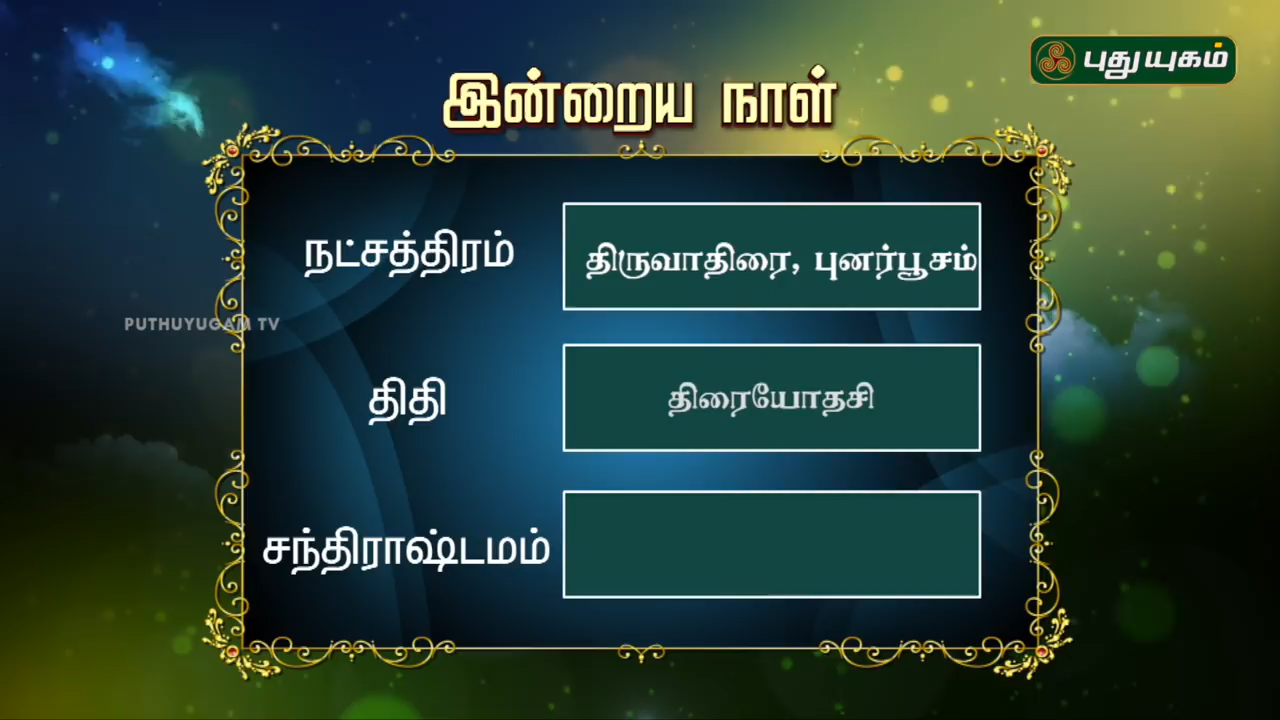 புதுயுகம்
இன்றைய நாள்
நட்சத்திரம்
திருவாதிரை, புனர்பூசம்
PUTHUYUGAM TV
திதி
திரையோதசி
சந்திராஷ்டமம்